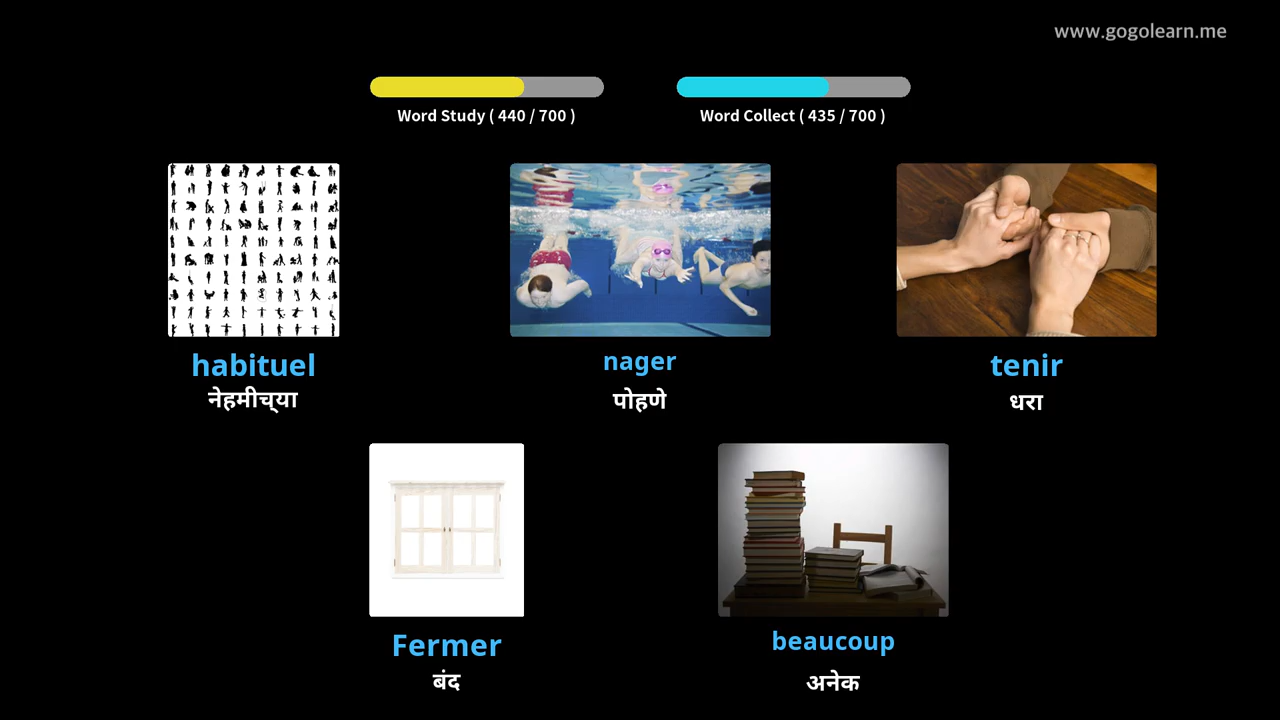 www.gogolearn.me
Word Study ( 440 / 700 )
Word Collect ( 435 / 700 )
habituel
नेहमीच्या
nager
पोहणे
tenir
धरा
Fermer
बंद
beaucoup
अनेक